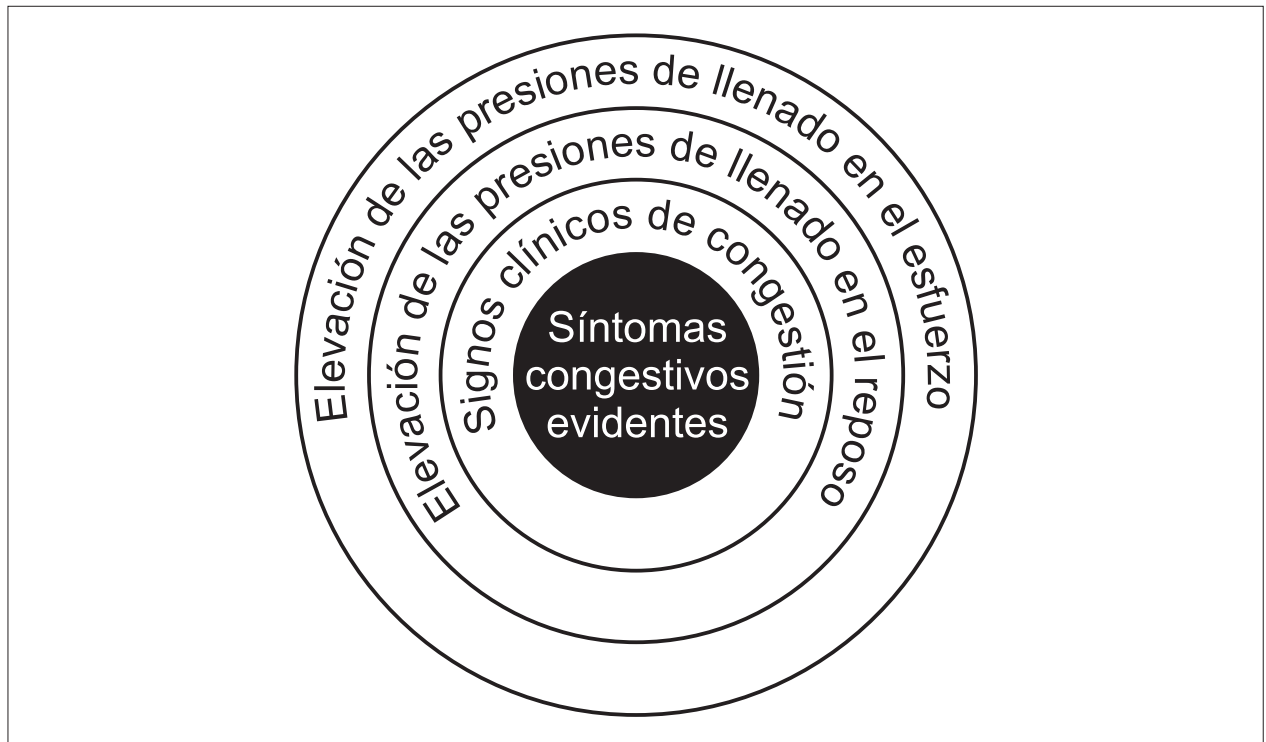 Elevación de las presiones de llenado en el esfuerzo
Elevación de las presiones de llenado en el reposo
Signos clínicos de congestión
Síntomas
congestivos
evidentes